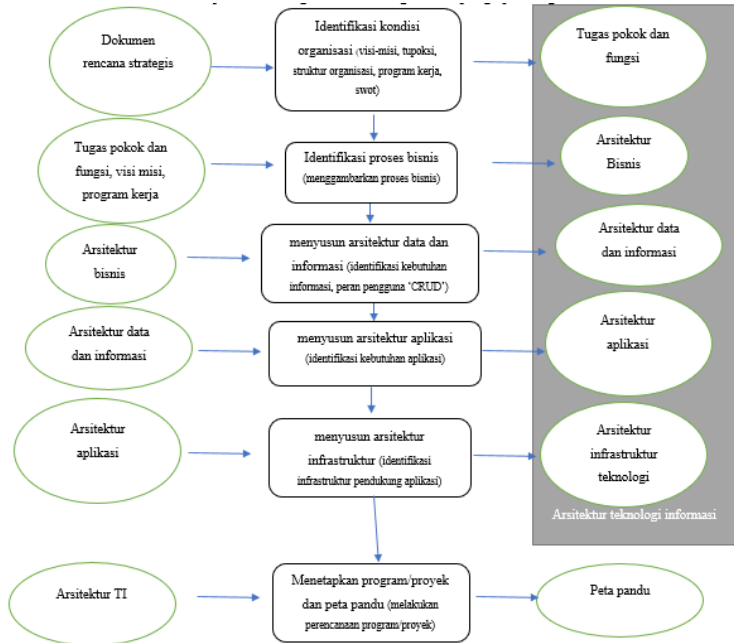 Dokumen
rencana strategis
Identifikasi kondisi
organisasi (visi-misi, tupoksi,
struktur organisasi, program kerja,
swot)
Tugas pokok dan
fungsi
Tugas pokok dan
fungsi, visi misi,
program kerja
Identifikasi proses bisnis
(menggambarkan proses bisnis)
Arsitektur
Bisnis
Arsitektur
bisnis
menyusun arsitektur data dan
informasi (identifikasi kebutuhan
informasi, peran pengguna ‘CRUD’)
Arsitektur data
dan informasi
Arsitektur data
dan informasi
menyusun arsitektur aplikasi
(identifikasi kebutuhan aplikasi)
Arsitektur
aplikasi
Arsitektur
aplikasi
menyusun arsitektur
infrastruktur (identifikasi
infrastruktur pendukung aplikasi)
Arsitektur
infrastruktur
teknologi
Arsitektur teknologi informasi
Arsitektur TI
Menetapkan program/proyek
dan peta pandu (melakukan
perencanaan program/proyek)
Peta pandu